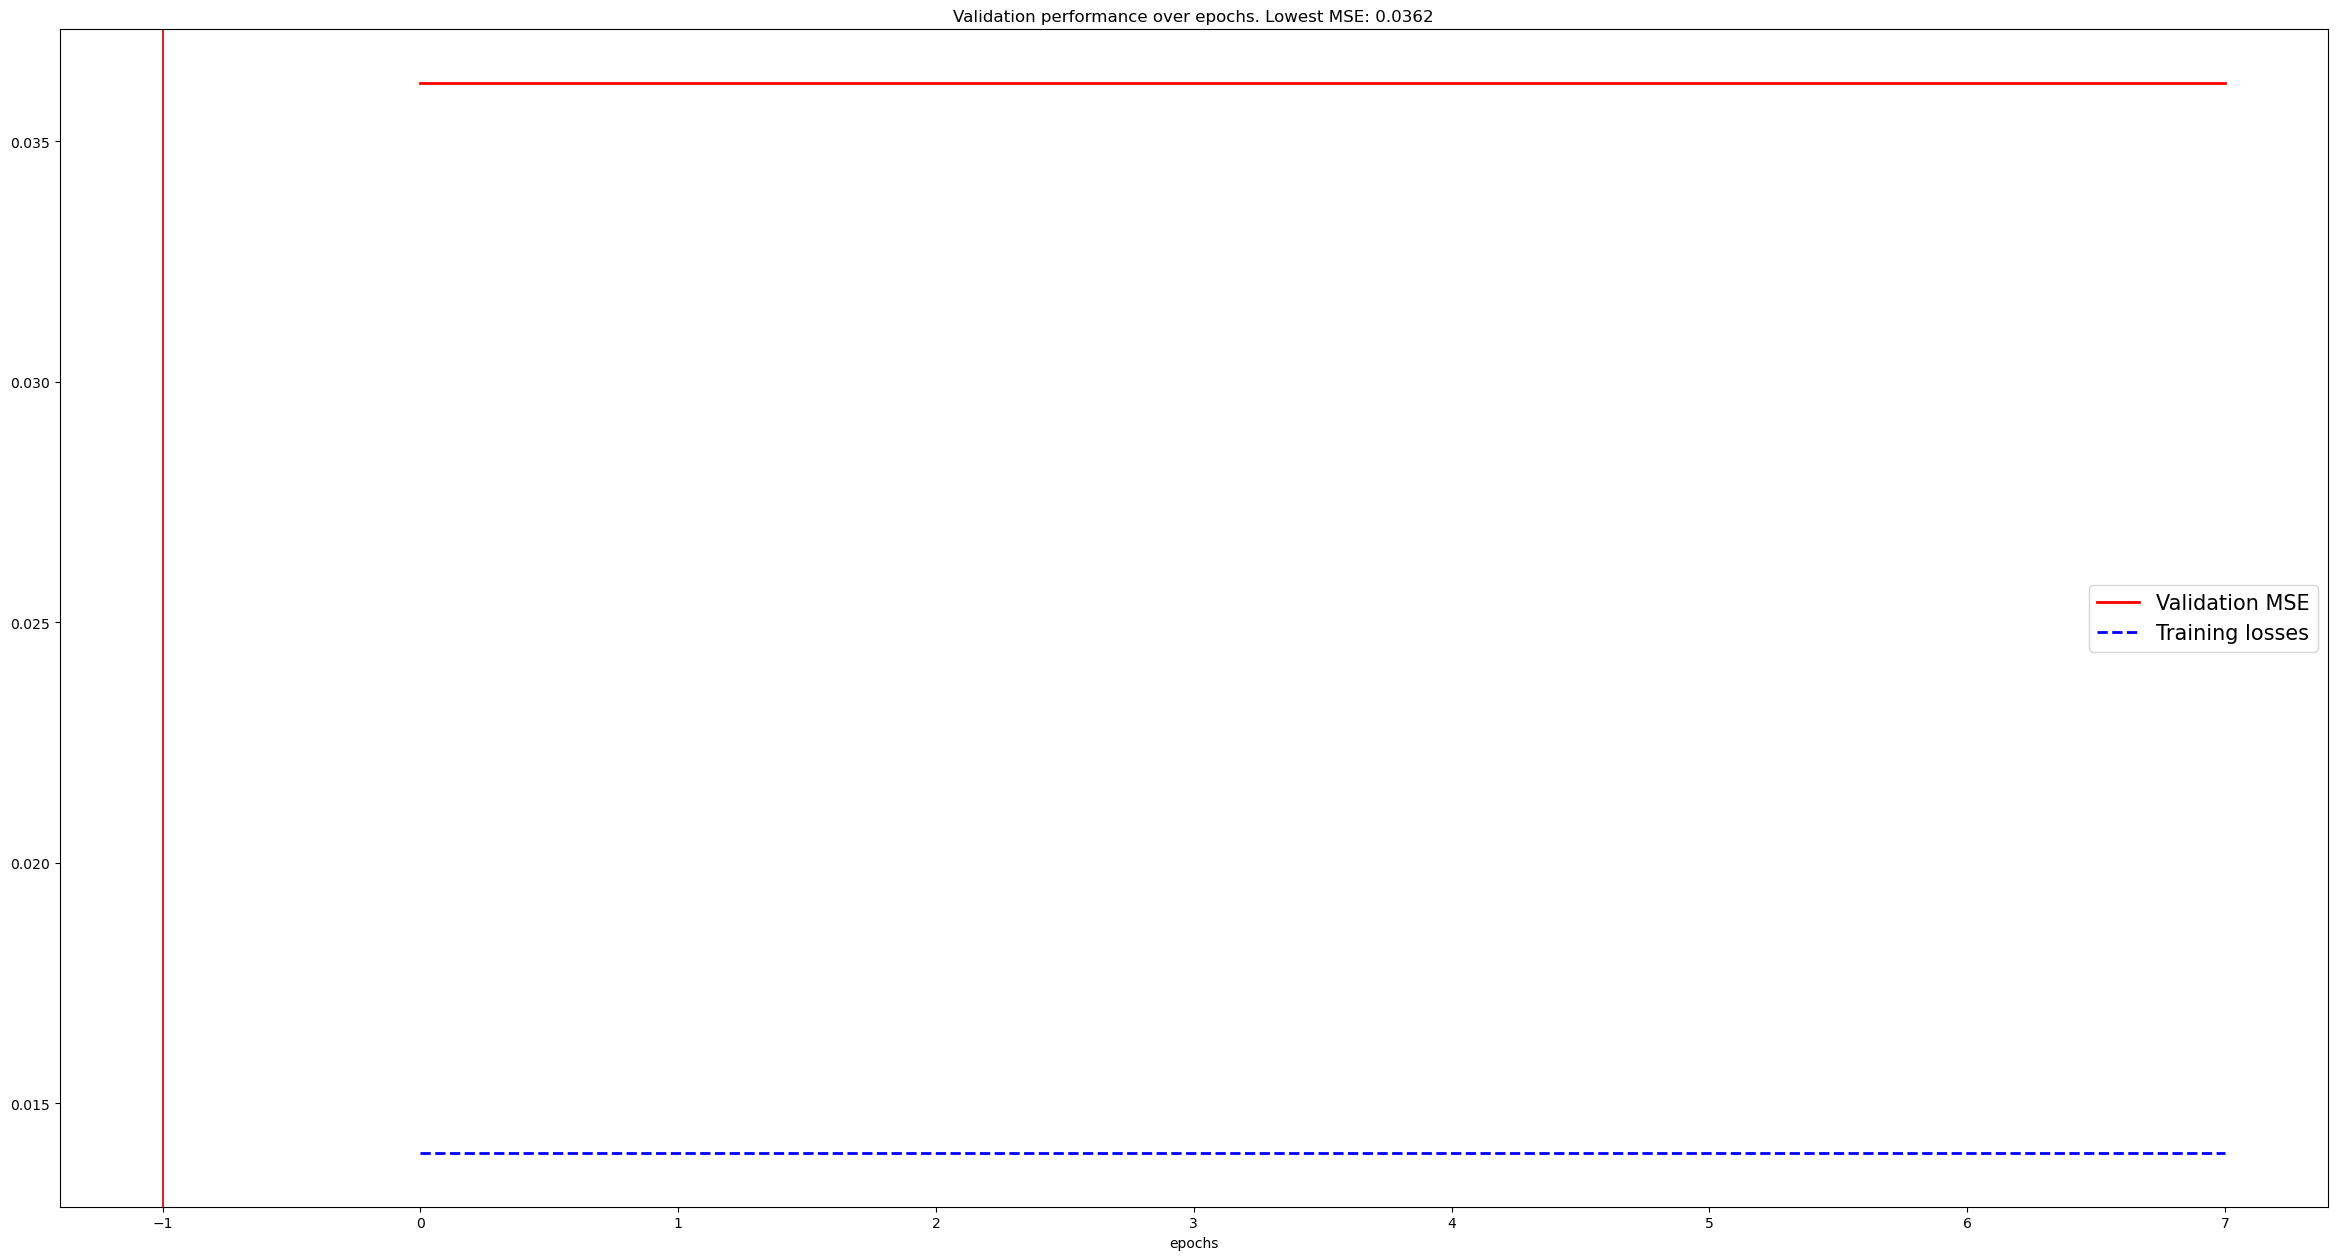 Validation performance over epochs. Lowest MSE: 0.0362
0.035
0.030
0.025
0.020
0.015
Validation MSE
Training losses
−1 0 1 2 3 4 5 6 7
epochs